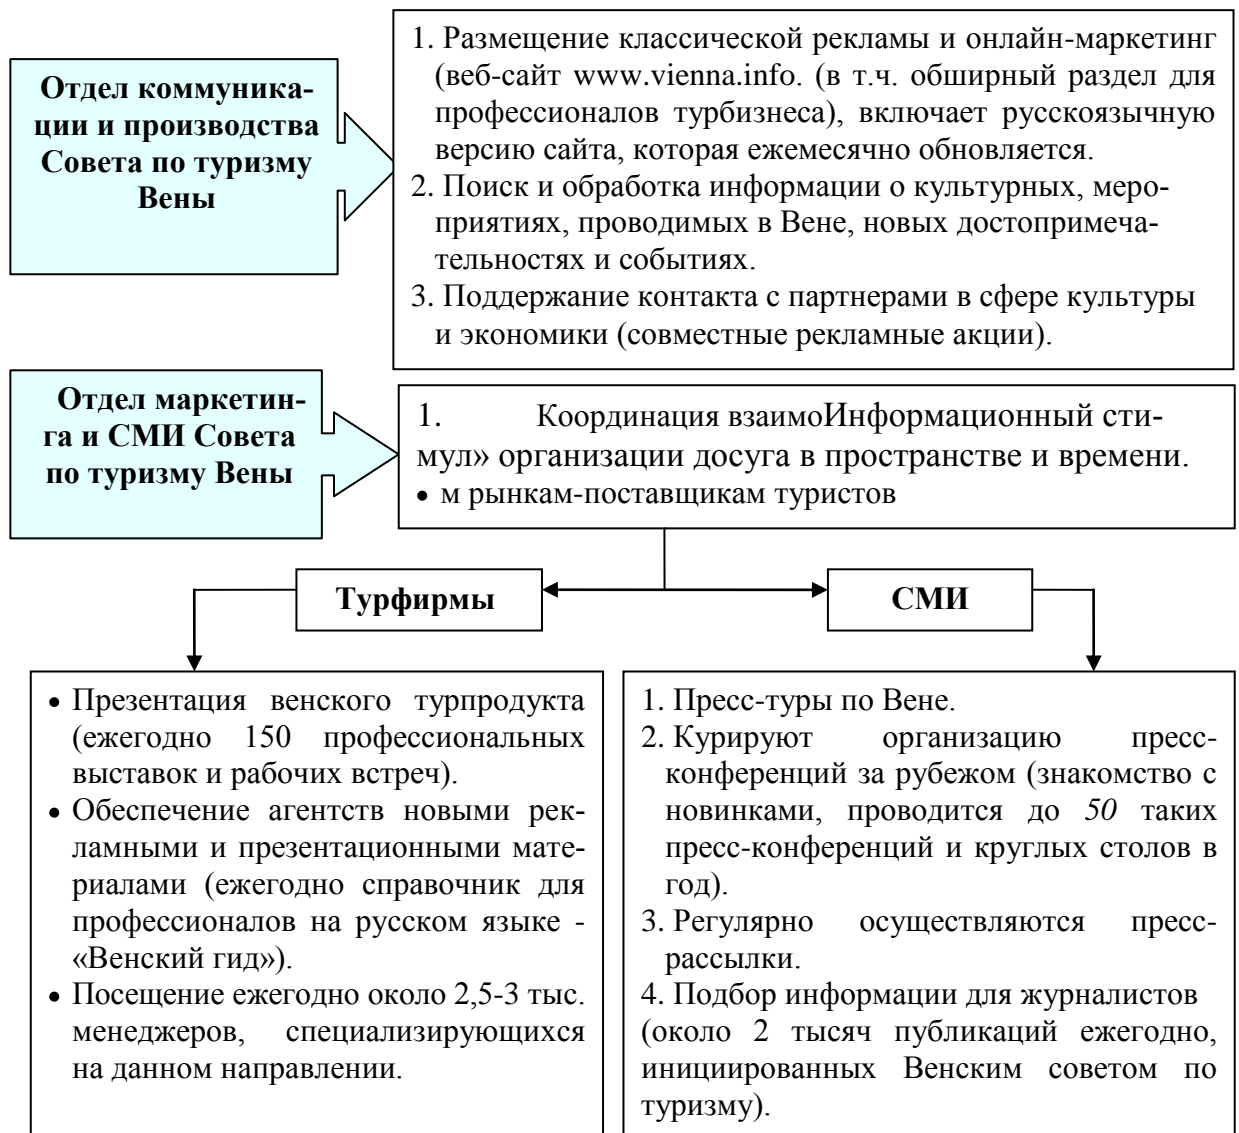 Отдел коммуника-
ции и производства
Совета по туризму
Вены
1. Размещение классической рекламы и онлайн-маркетинг
(веб-сайт www.vienna.info. (в т.ч. обширный раздел для
профессионалов турбизнеса), включает русскоязычную
версию сайта, которая ежемесячно обновляется.
2. Поиск и обработка информации о культурных, меро-
приятиях, проводимых в Вене, новых достопримеча-
тельностях и событиях.
3. Поддержание контакта с партнерами в сфере культуры
и экономики (совместные рекламные акции).
Отдел маркетин-
га и СМИ Совета
по туризму Вены
1. Координация взаимоИнформационный сти-
мул» организации досуга в пространстве и времени.
• м рынкам-поставщикам туристов
Турфирмы
СМИ
• Презентация венского турпродукта
(ежегодно 150 профессиональных
выставок и рабочих встреч).
• Обеспечение агентств новыми рек-
ламными и презентационными мате-
риалами (ежегодно справочник для
профессионалов на русском языке -
«Венский гид»).
• Посещение ежегодно около 2,5-3 тыс.
менеджеров, специализирующихся
на данном направлении.
1. Пресс-туры по Вене.
2. Курируют организацию пресс-
конференций за рубежом (знакомство с
новинками, проводится до 50 таких
пресс-конференций и круглых столов в
год).
3. Регулярно осуществляются пресс-
рассылки.
4. Подбор информации для журналистов
(около 2 тысяч публикаций ежегодно,
инициированных Венским советом по
туризму).